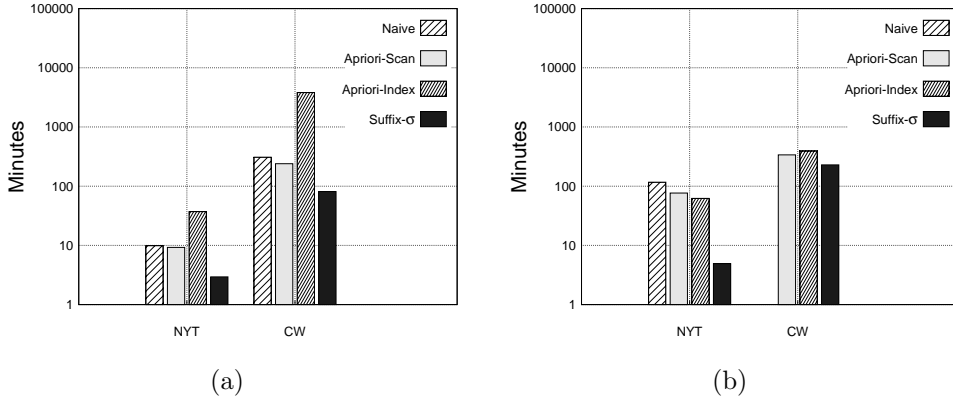 100000
10000
1000
100
10
1
Minutes
Naive
Apriori-Scan
Apriori-Index
Suffix-σ
NYT
CW
(a)
100000
10000
1000
100
10
1
Minutes
Naive
Apriori-Scan
Apriori-Index
Suffix-σ
NYT
CW
(b)